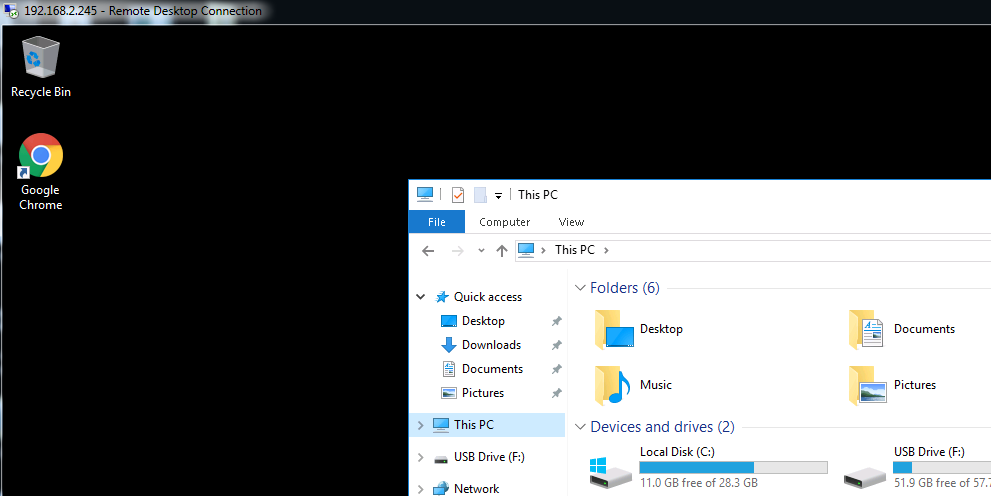 192.168.2.245 - Remote Desktop Connection
Recycle Bin
Google
Chrome
This PC
File Computer View
This PC
Quick access
Desktop
Downloads
Documents
Pictures
This PC
USB Drive (F:)
Network
Folders (6)
Desktop
Documents
Music
Pictures
Devices and drives (2)
Local Disk (C:)
11.0 GB free of 28.3 GB
USB Drive (F:)
51.9 GB free of 57.7